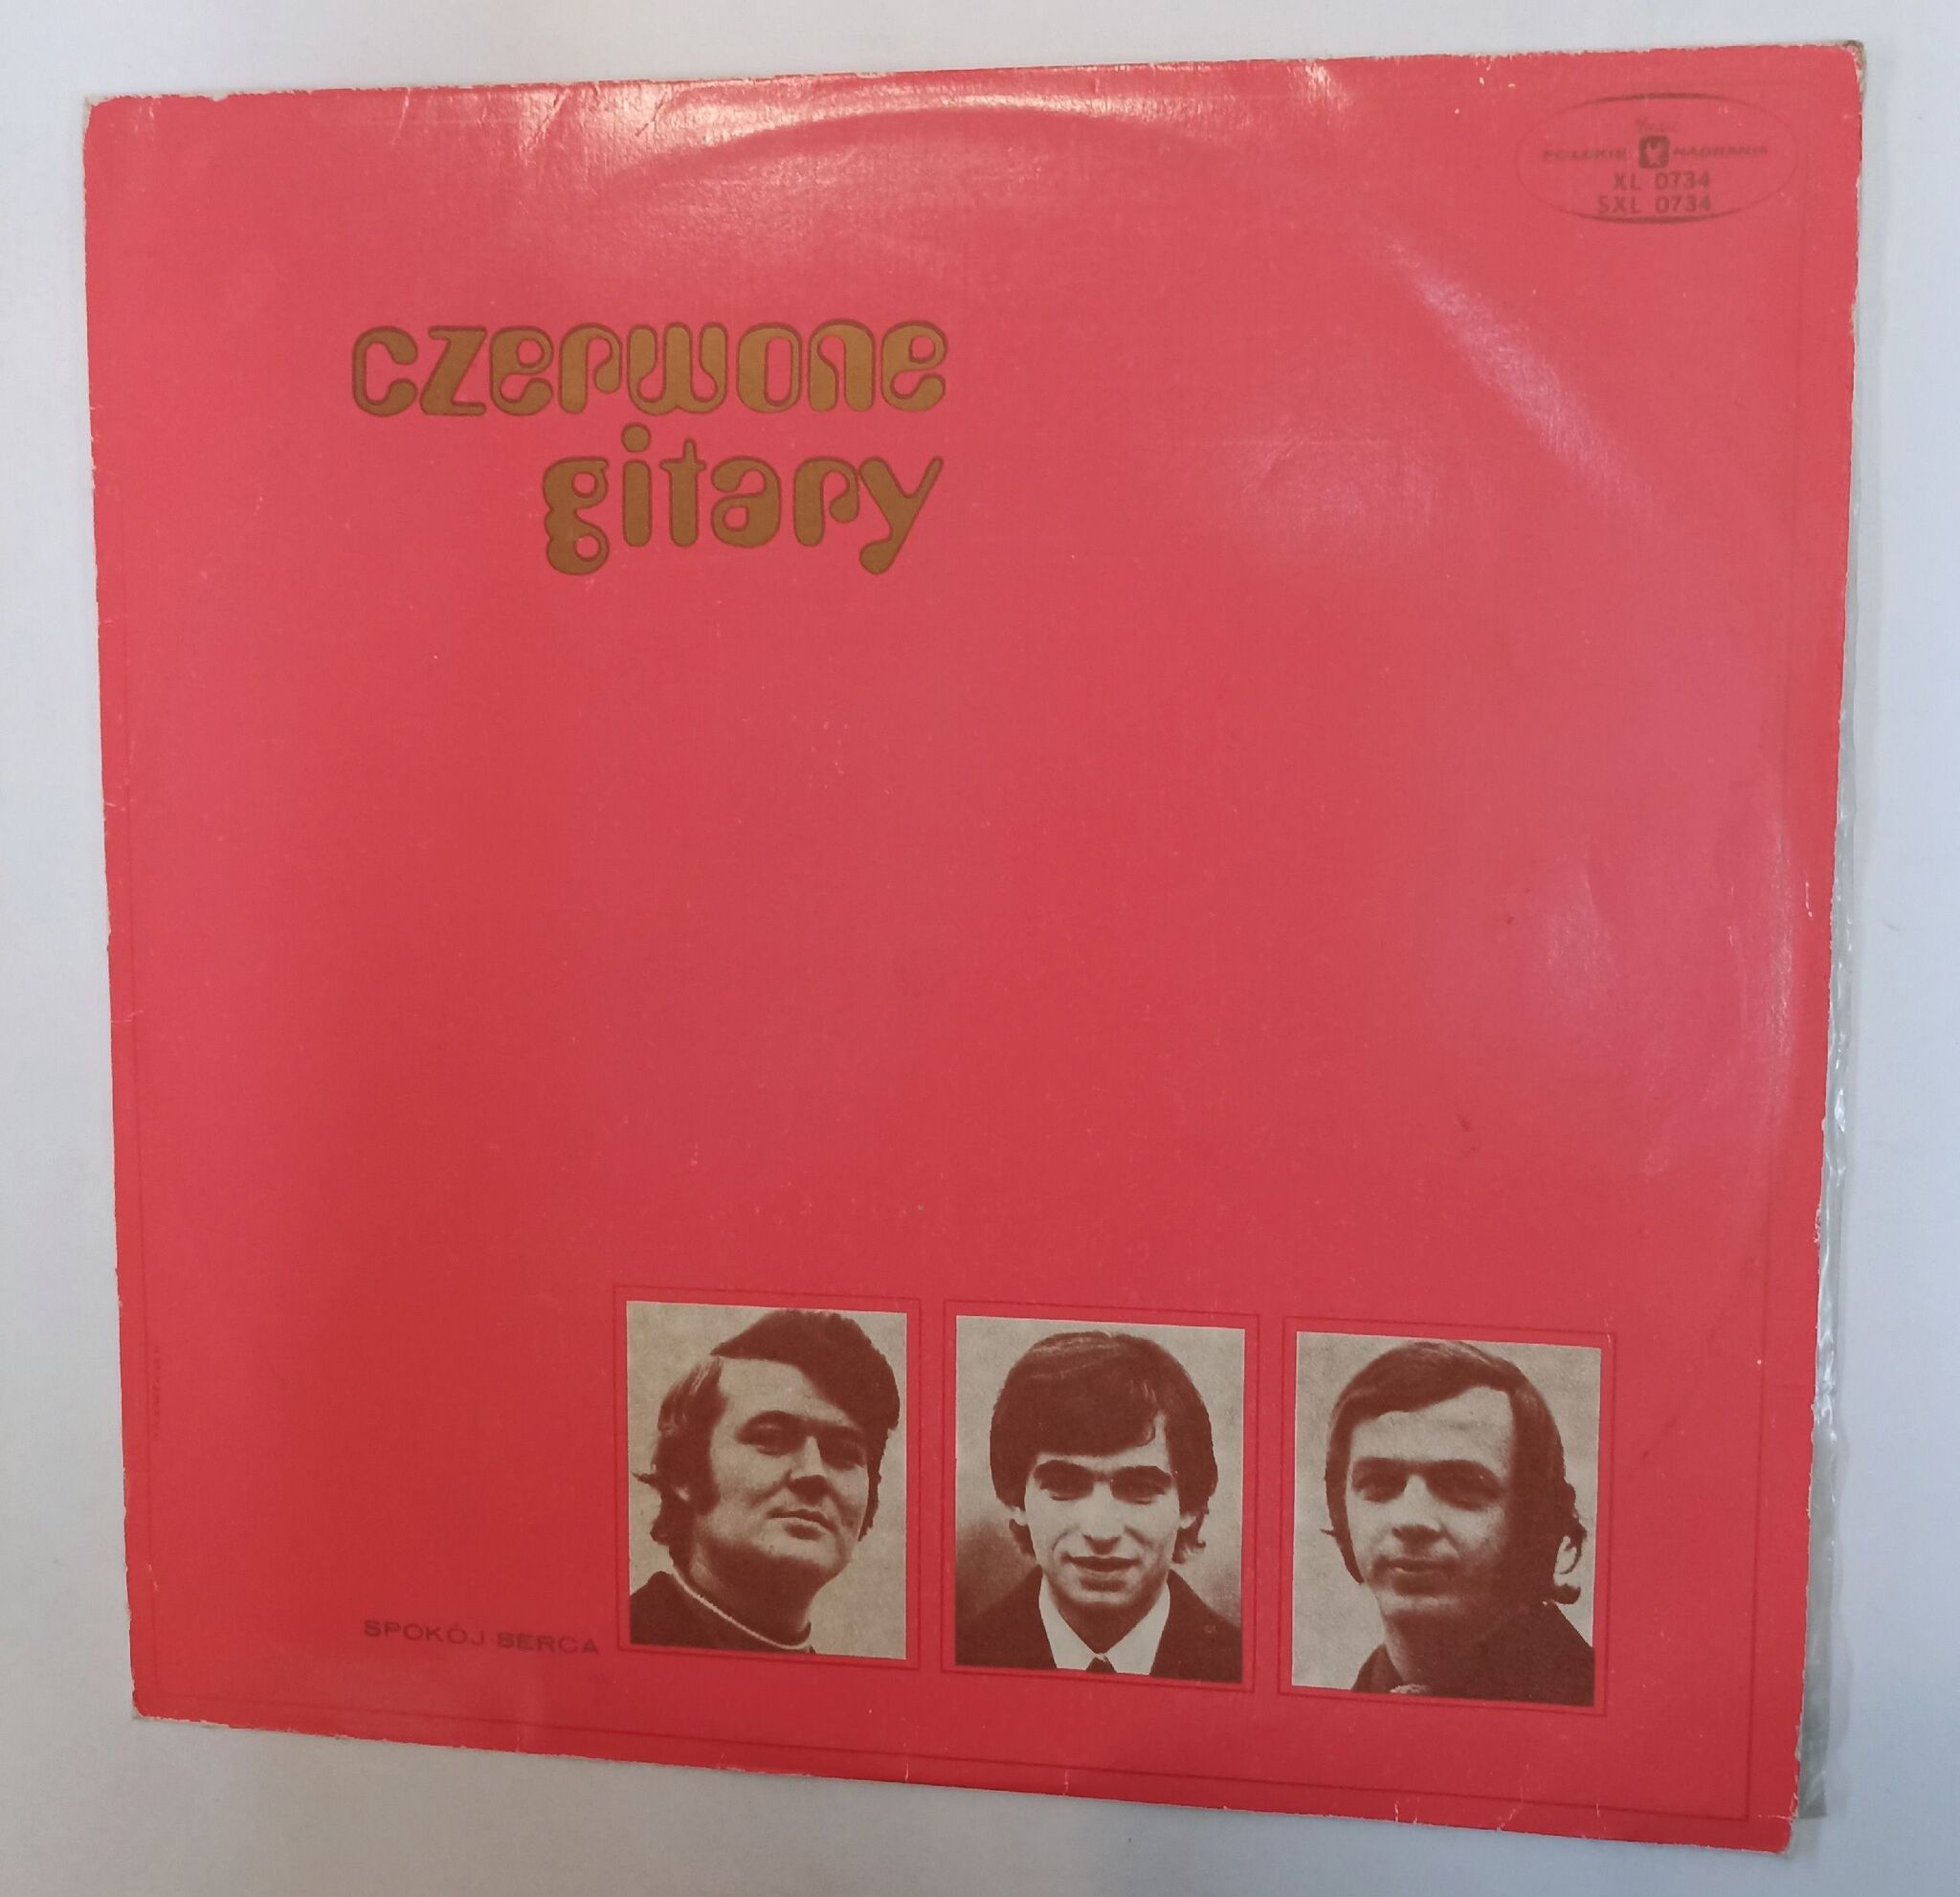 POLSKIE NAGRANIA
XL 0734
SXL 0734
czerwone
gitary
SPOKÓJ SERCA